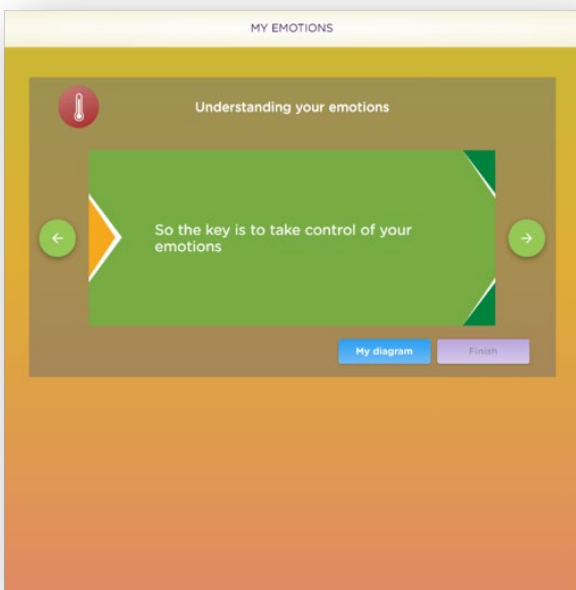 MY EMOTIONS
Understanding your emotions
So the key is to take control of your
emotions
My diagram
Finish